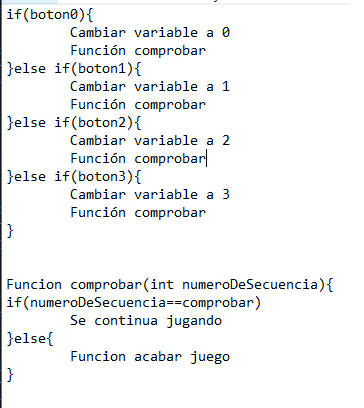 if(boton0){
        Cambiar variable a 0
        Función comprobar
}else if(boton1){
        Cambiar variable a 1
        Función comprobar
}else if(boton2){
        Cambiar variable a 2
        Función comprobar
}else if(boton3){
        Cambiar variable a 3
        Función comprobar
}

Funcion comprobar(int numeroDeSecuencia){
if(numeroDeSecuencia==comprobar)
        Se continua jugando
}else{
        Funcion acabar juego
}